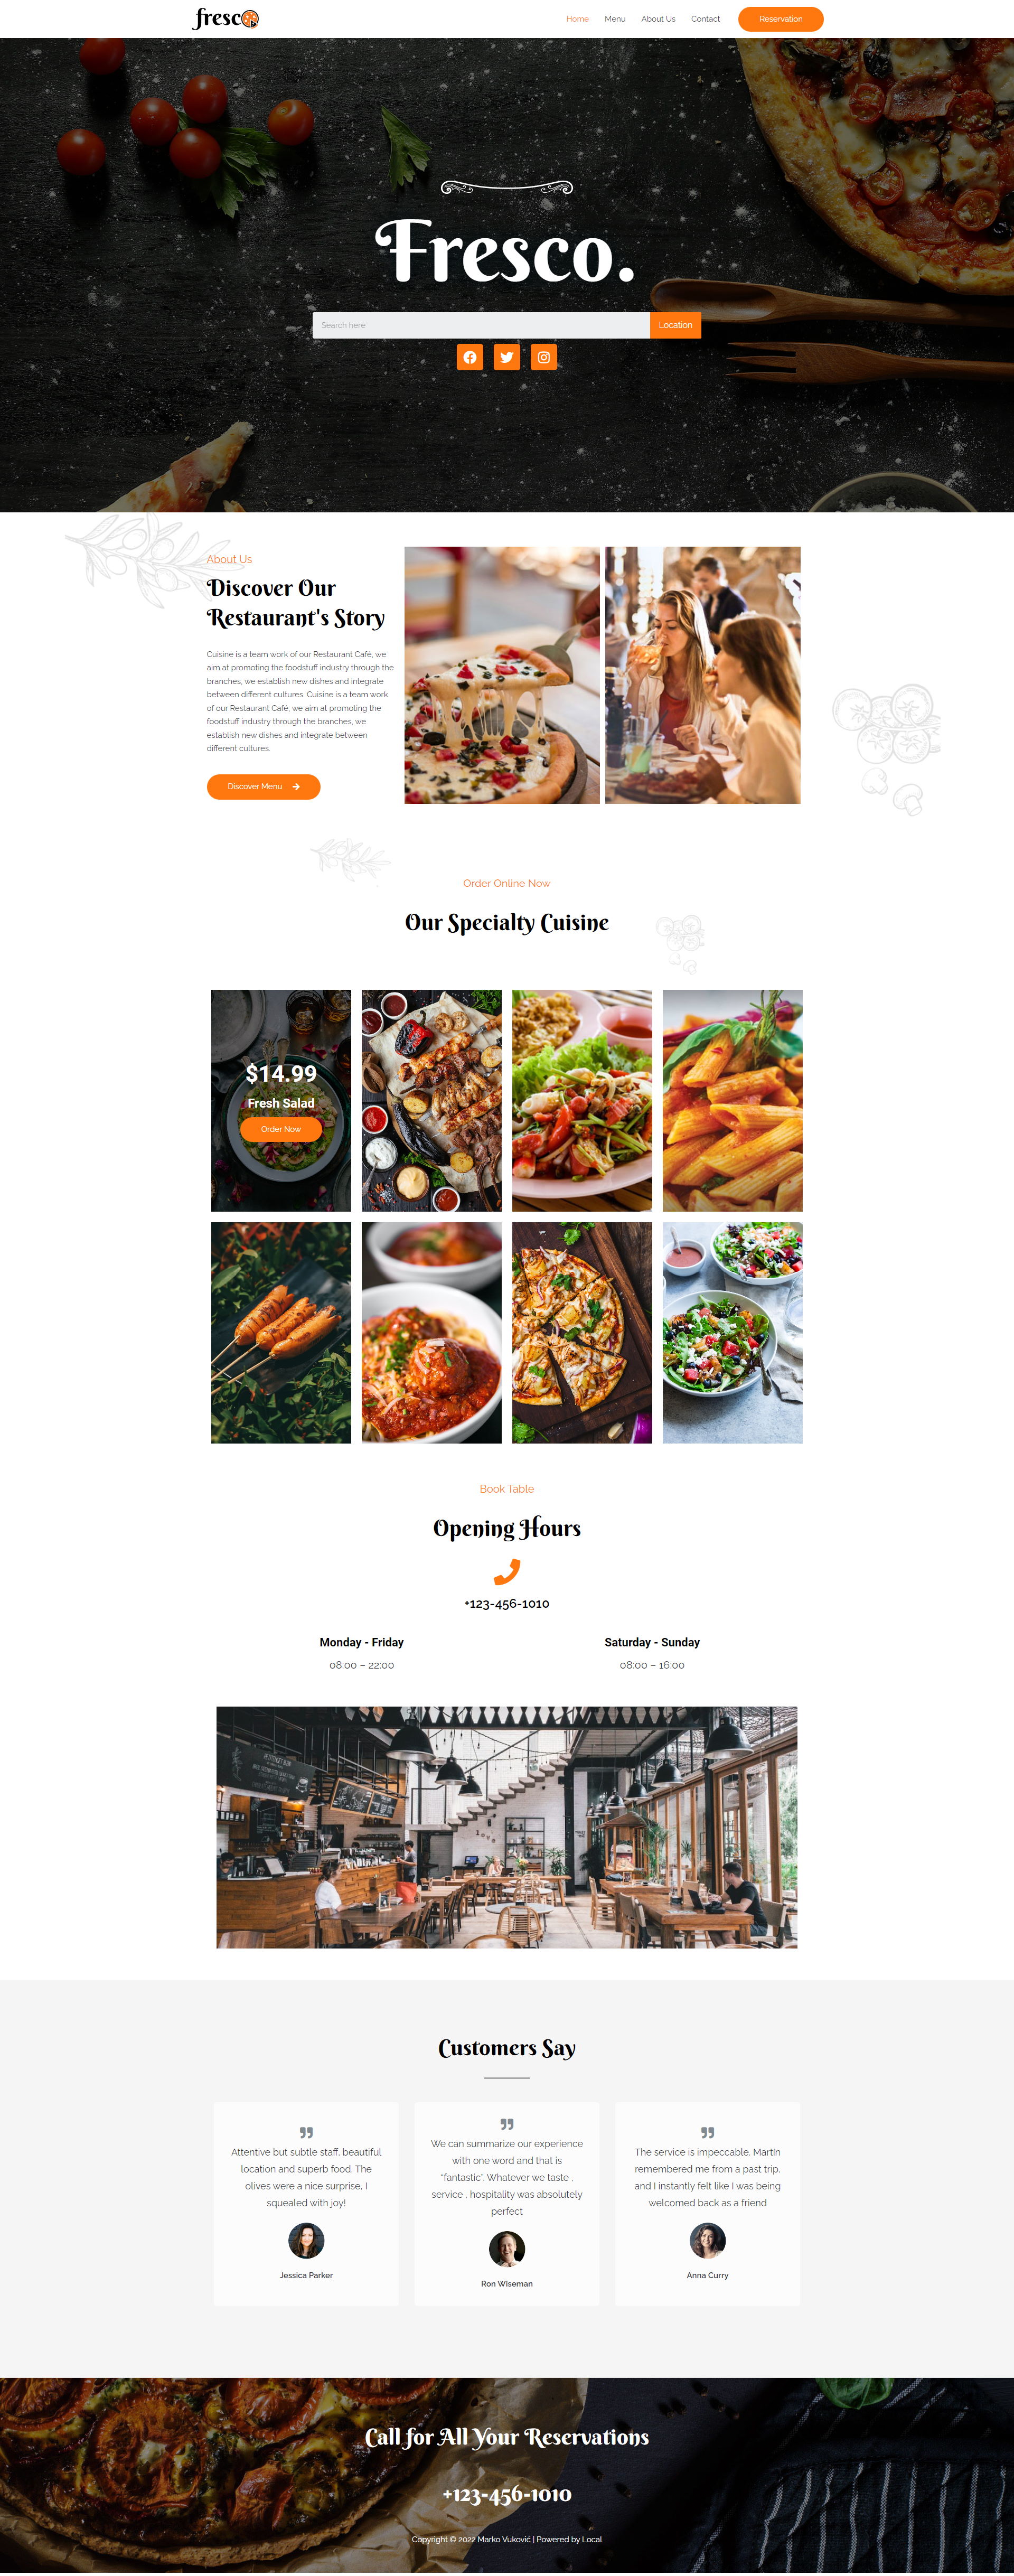 fresco
Home Menu About Us Contact Reservation
Fresco.
Search here Location
About Us
Discover Our
Restaurant's Story
Cuisine is a team work of our Restaurant Café, we
aim at promoting the foodstuff industry through the
branches, we establish new dishes and integrate
between different cultures. Cuisine is a team work
of our Restaurant Café, we aim at promoting the
foodstuff industry through the branches, we
establish new dishes and integrate between
different cultures.
Discover Menu
Order Online Now
Our Specialty Cuisine
$14.99
Fresh Salad
Order Now
Book Table
Opening Hours
+123-456-1010
Monday - Friday
08:00 – 22:00
Saturday - Sunday
08:00 – 16:00
Customers Say
Attentive but subtle staff, beautiful
location and superb food. The
olives were a nice surprise. I
squealed with joy!
Jessica Parker
We can summarize our experience
with one word and that is
“fantastic”. Whatever we taste ,
service , hospitality was absolutely
perfect
Ron Wiseman
The service is impeccable. Martin
remembered me from a past trip,
and I instantly felt like I was being
welcomed back as a friend
Anna Curry
Call for All Your Reservations
+123-456-1010
Copyright © 2022 Marko Vuković | Powered by Local